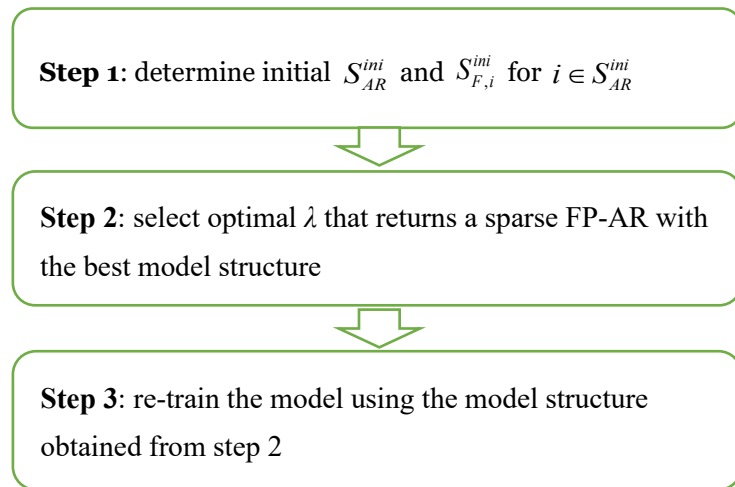 Step 1: determine initial $S_{AR}^{ini}$ and $S_{F,i}^{ini}$ for $i \in S_{AR}^{ini}$
Step 2: select optimal λ that returns a sparse FP-AR with
the best model structure
Step 3: re-train the model using the model structure
obtained from step 2